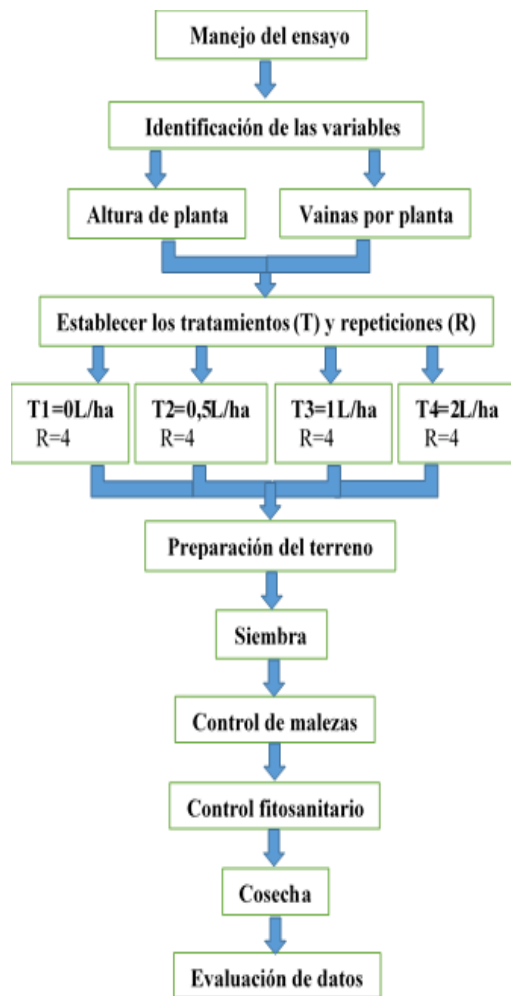 Manejo del ensayo
Identificación de las variables
Altura de planta
Vainas por planta
Establecer los tratamientos (T) y repeticiones (R)
T1=0L/ha
R=4
T2=0,5L/ha
R=4
T3=1L/ha
R=4
T4=2L/ha
R=4
Preparación del terreno
Siembra
Control de malezas
Control fitosanitario
Cosecha
Evaluación de datos